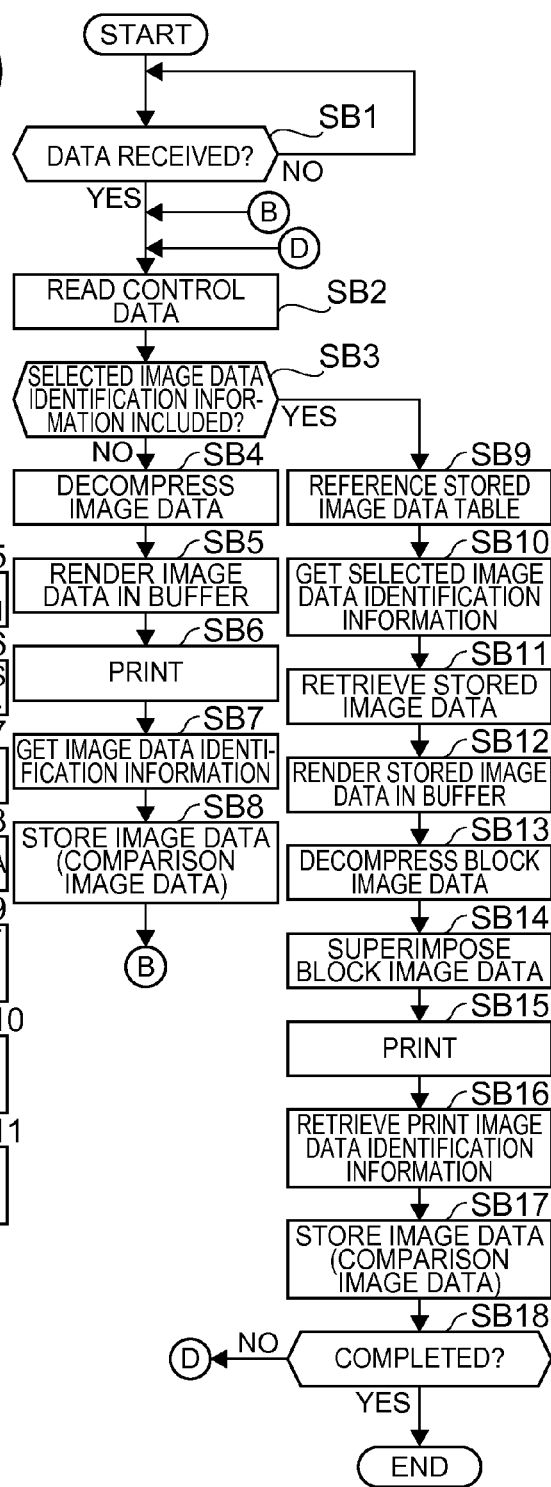 START
SB1
DATA RECEIVED?
NO
YES
B
D
READ CONTROL
DATA
SB2
SB3
SELECTED IMAGE DATA
IDENTIFICATION INFOR-
MATION INCLUDED?
YES
NO
SB4
DECOMPRESS
IMAGE DATA
SB5
RENDER IMAGE
DATA IN BUFFER
SB6
PRINT
SB7
GET IMAGE DATA IDENTI-
FICATION INFORMATION
SB8
STORE IMAGE DATA
(COMPARISON
IMAGE DATA)
B
SB9
REFERENCE STORED
IMAGE DATA TABLE
SB10
GET SELECTED IMAGE
DATA IDENTIFICATION
INFORMATION
SB11
RETRIEVE STORED
IMAGE DATA
SB12
RENDER STORED IMAGE
DATA IN BUFFER
SB13
DECOMPRESS BLOCK
IMAGE DATA
SB14
SUPERIMPOSE
BLOCK IMAGE DATA
SB15
PRINT
SB16
RETRIEVE PRINT IMAGE
DATA IDENTIFICATION
INFORMATION
SB17
STORE IMAGE DATA
(COMPARISON
IMAGE DATA)
SB18
COMPLETED?
NO
D
YES
END
10
11